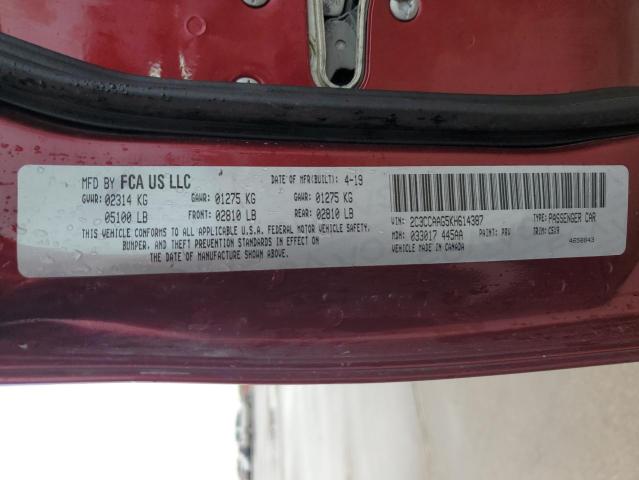 MFD BY FCA US LLC DATE OF MFR(BUILT): 4-19
GVWR: 02314 KG GAWR: 01275 KG GAWR: 01275 KG
05100 LB FRONT: 02810 LB REAR: 02810 LB
THIS VEHICLE CONFORMS TO ALL APPLICABLE U.S.A. FEDERAL MOTOR VEHICLE SAFETY,
BUMPER, AND THEFT PREVENTION STANDARDS IN EFFECT ON
THE DATE OF MANUFACTURE SHOWN ABOVE.
VIN: 2C3CCAAG5KH614387 TYPE: PASSENGER CAR
MDH: 033017 445AA PAINT: PRV TRIM: C5X9
VEHICLE MADE IN CANADA 4650843